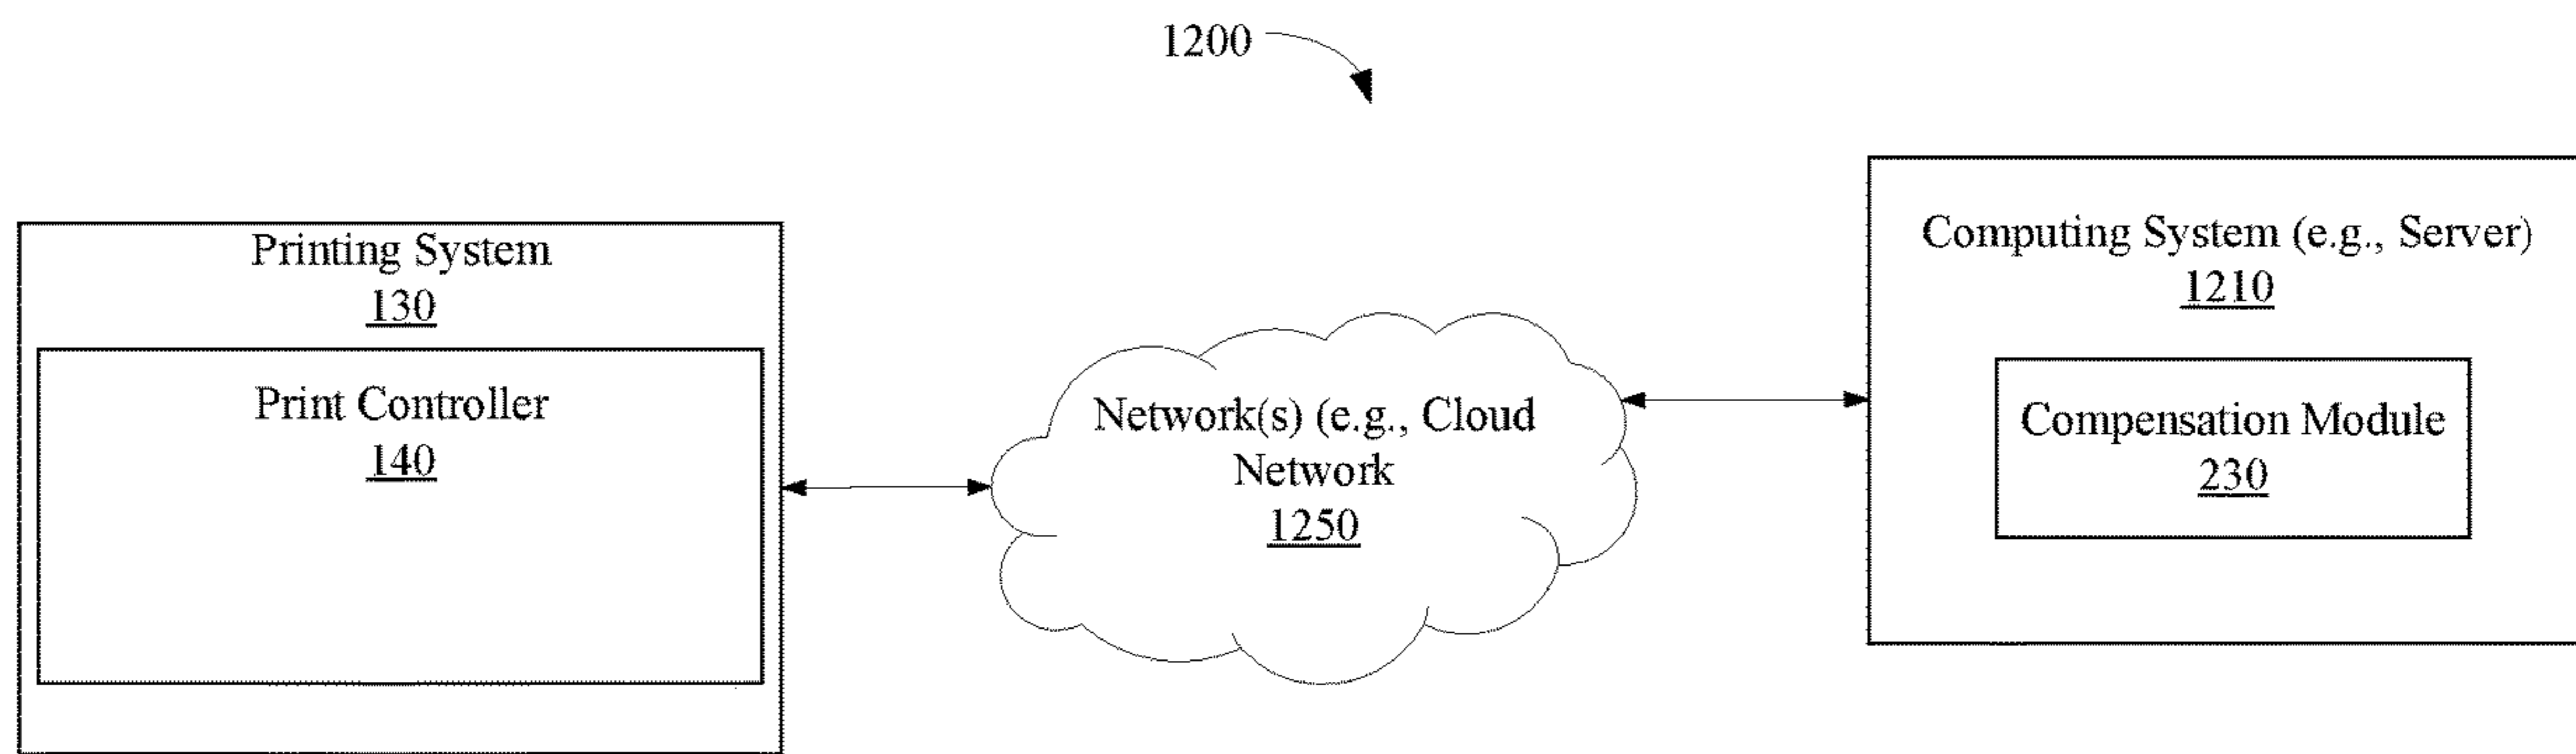 1200
Printing System
130
Print Controller
140
Network(s) (e.g., Cloud
Network
1250
Computing System (e.g., Server)
1210
Compensation Module
230